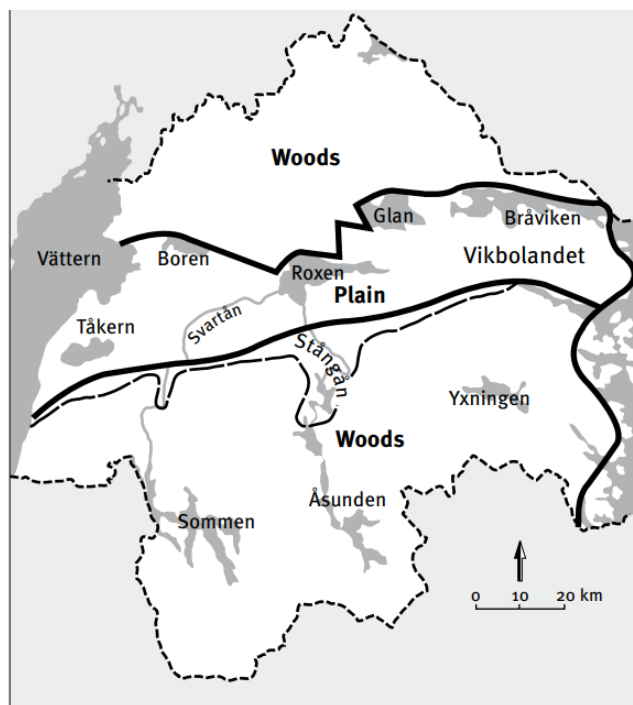 Woods
Glan
Bråviken
Vättern
Boren
Vikbolandet
Roxen
Plain
Svartån
Tåkern
Stångån
Yxningen
Woods
Åsunden
Sommen
0 10 20 km